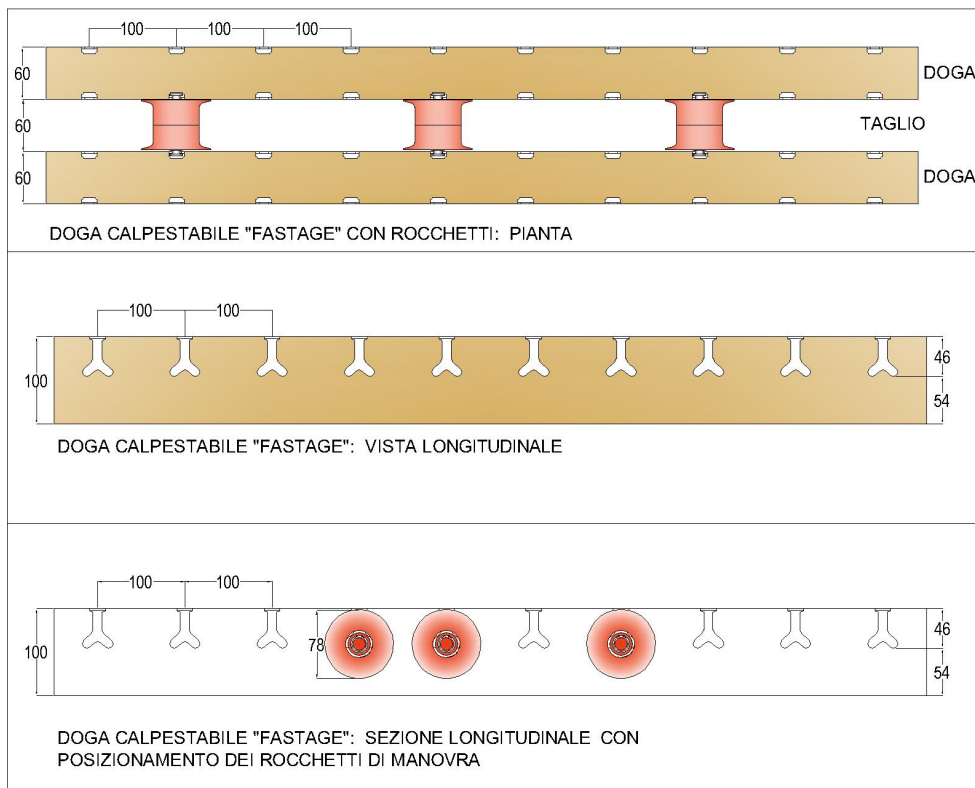 100 100 100
60 DOGA
60 TAGLIO
60 DOGA
DOGA CALPESTABILE "FASTAGE" CON ROCCHETTI: PIANTA
100 100
100 46
54
DOGA CALPESTABILE "FASTAGE": VISTA LONGITUDINALE
100 100
100 78 46
54
DOGA CALPESTABILE "FASTAGE": SEZIONE LONGITUDINALE CON
POSIZIONAMENTO DEI ROCCHETTI DI MANOVRA